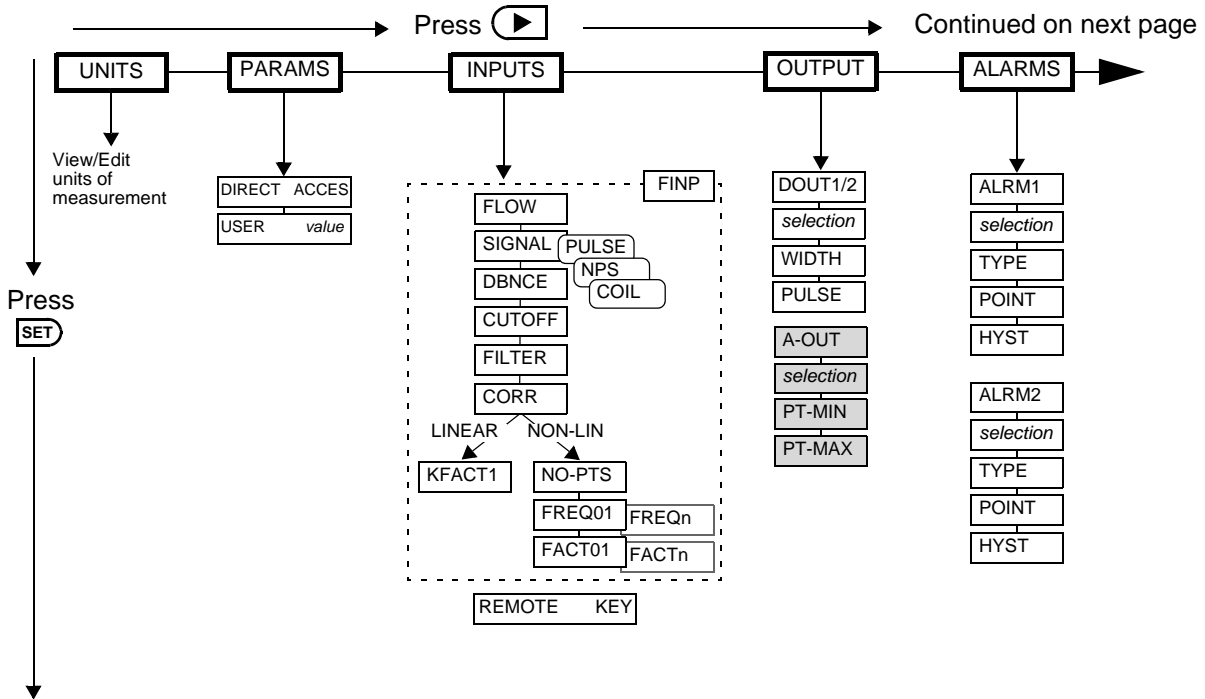 Press
Continued on next page
UNITS
PARAMS
INPUTS
OUTPUT
ALARMS
View/Edit
units of
measurement
DIRECT ACCES
USER value
FINP
FLOW
SIGNAL
PULSE
NPS
COIL
DBNCE
CUTOFF
FILTER
CORR
LINEAR
NON-LIN
KFACT1
NO-PTS
FREQ01
FREQn
FACT01
FACTn
REMOTE KEY
DOUT1/2
selection
WIDTH
PULSE
A-OUT
selection
PT-MIN
PT-MAX
ALRM1
selection
TYPE
POINT
HYST
ALRM2
selection
TYPE
POINT
HYST
Press
SET